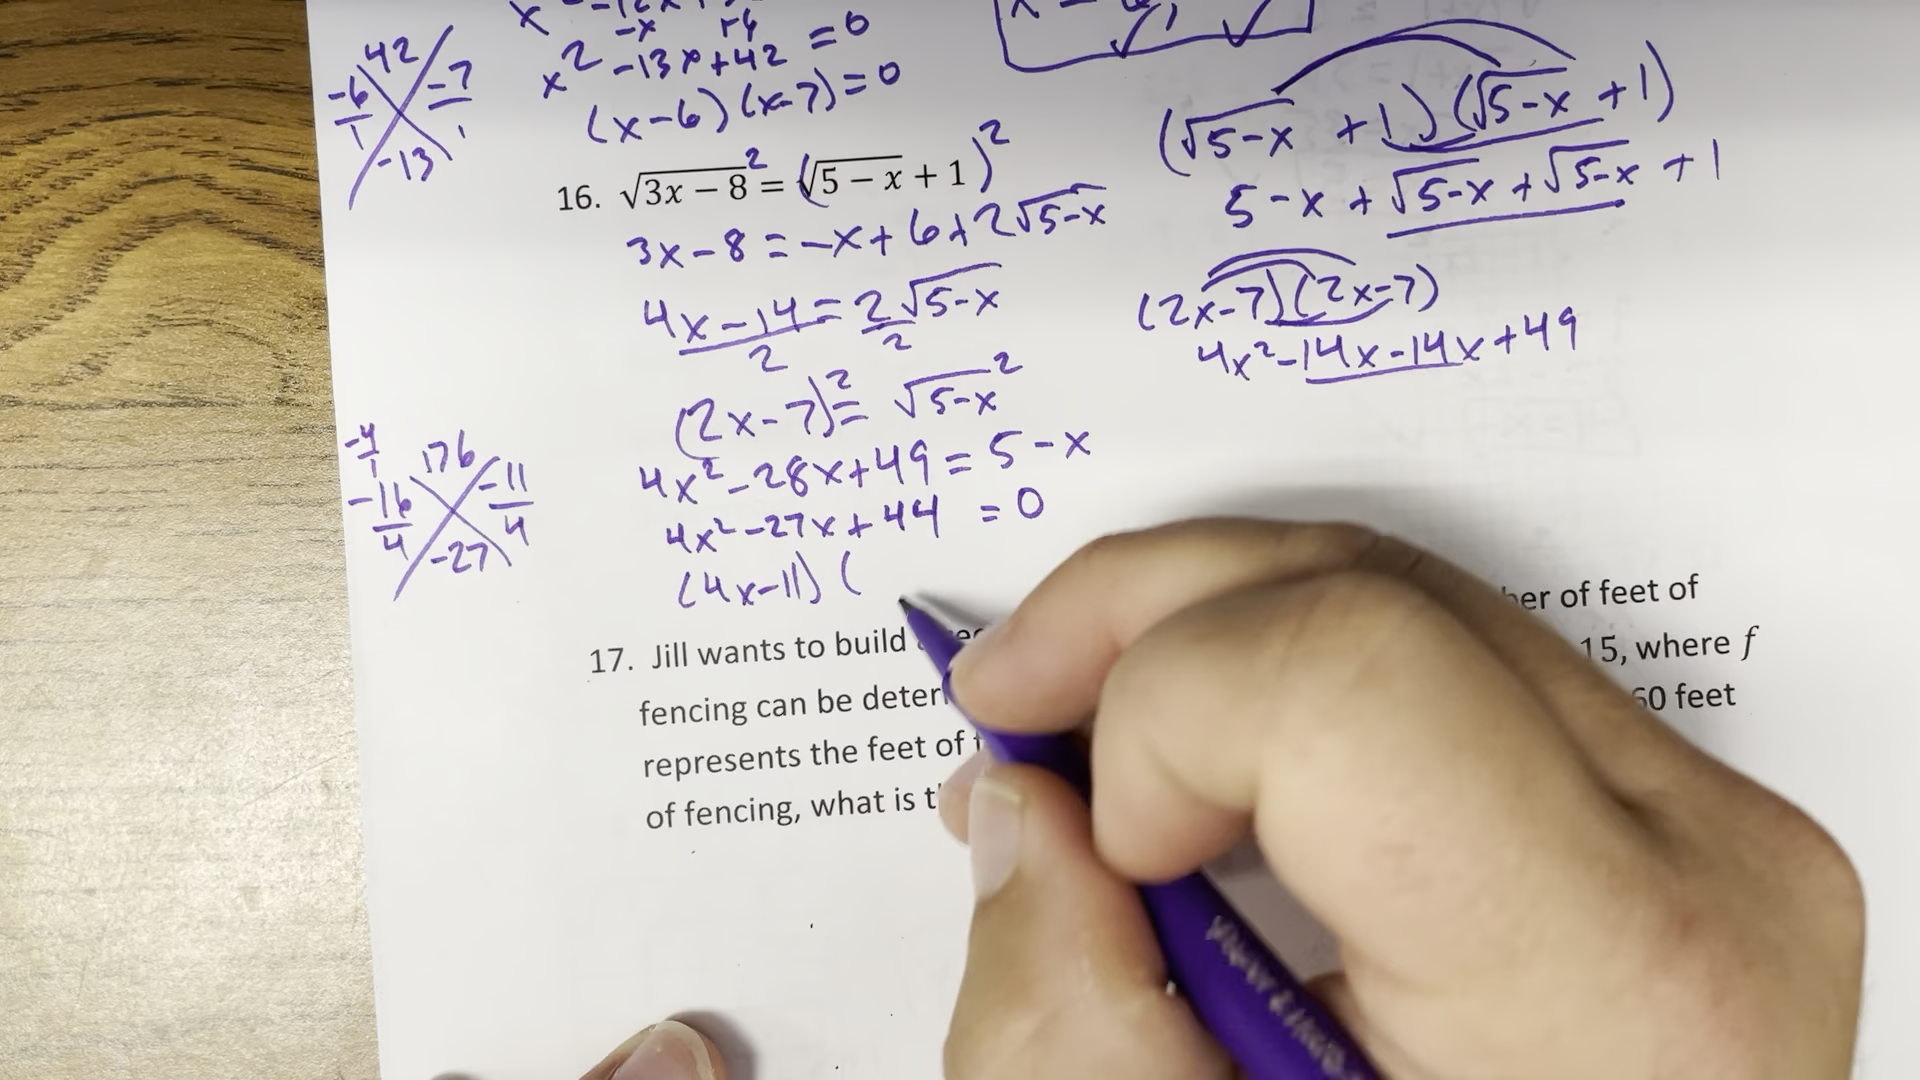 x² -13x+42 = 0
(x-6)(x-7)=0
42
-6/1 -7/1
-13
16. √3x − 8² = (√5 − x + 1)²
3x-8 = -x+6+2√5-x
4x-14 = 2√5-x
2 2
(2x-7)² = √5-x²
4x²-28x+49 = 5-x
4x²-27x+44 = 0
(4x-11)(
-4/1
176
-16/4 -11/4
-27
(√5-x +1)(√5-x +1)
5-x + √5-x + √5-x + 1
(2x-7)(2x-7)
4x²-14x-14x+49
17. Jill wants to build of feet of
fencing can be 15, where f
represents the feet of feet
of fencing, what is